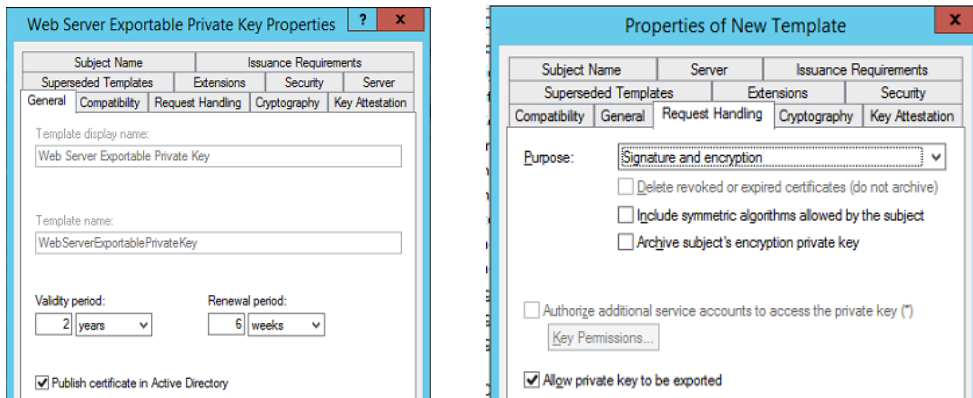 Web Server Exportable Private Key Properties
?
x
Subject Name
Issuance Requirements
Superseded Templates
Extensions
Security
Server
General
Compatibility
Request Handling
Cryptography
Key Attestation
Template display name:
Web Server Exportable Private Key
Template name:
WebServerExportablePrivateKey
Validity period:
Renewal period:
2 years
6 weeks
Publish certificate in Active Directory
Properties of New Template
x
Subject Name
Server
Issuance Requirements
Superseded Templates
Extensions
Security
Compatibility
General
Request Handling
Cryptography
Key Attestation
Purpose:
Signature and encryption
Delete revoked or expired certificates (do not archive)
Include symmetric algorithms allowed by the subject
Archive subject's encryption private key
Authorize additional service accounts to access the private key (*)
Key Permissions...
Allow private key to be exported